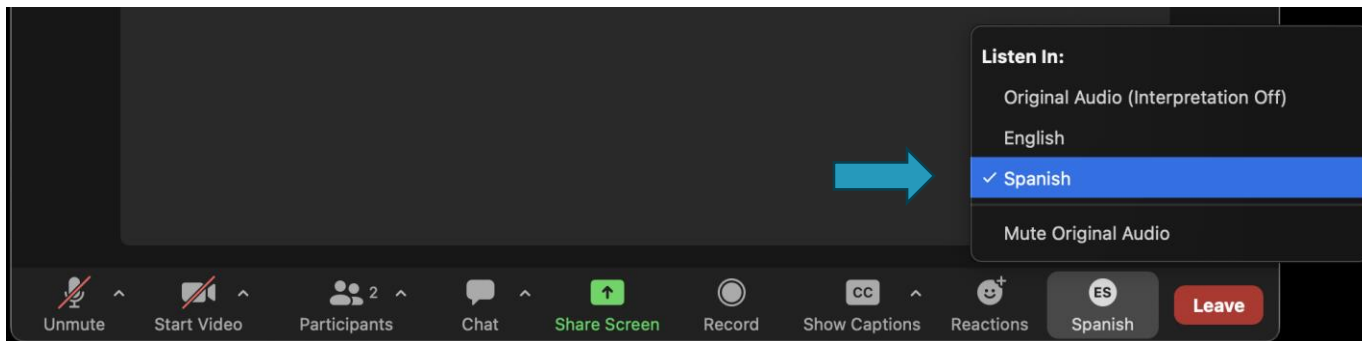 Listen In:
Original Audio (Interpretation Off)
English
✓ Spanish
Mute Original Audio
2
CC
ES
Unmute
Start Video
Participants
Chat
Share Screen
Record
Show Captions
Reactions
Spanish
Leave